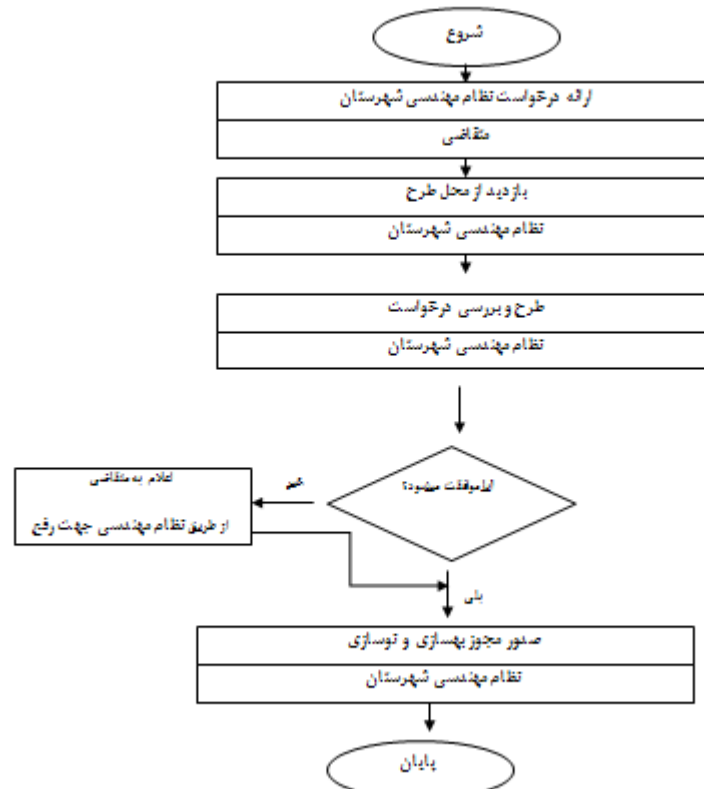 شروع
ارائه درخواست نظام مهندسی شهرستان
متقاضی
بازدید از محل طرح
نظام مهندسی شهرستان
طرح و بررسی درخواست
نظام مهندسی شهرستان
آیا موافقت میشود؟
خیر
اعلام به متقاضی
از طریق نظام مهندسی جهت رفع
بلی
صدور مجوز بهسازی و نوسازی
نظام مهندسی شهرستان
پایان